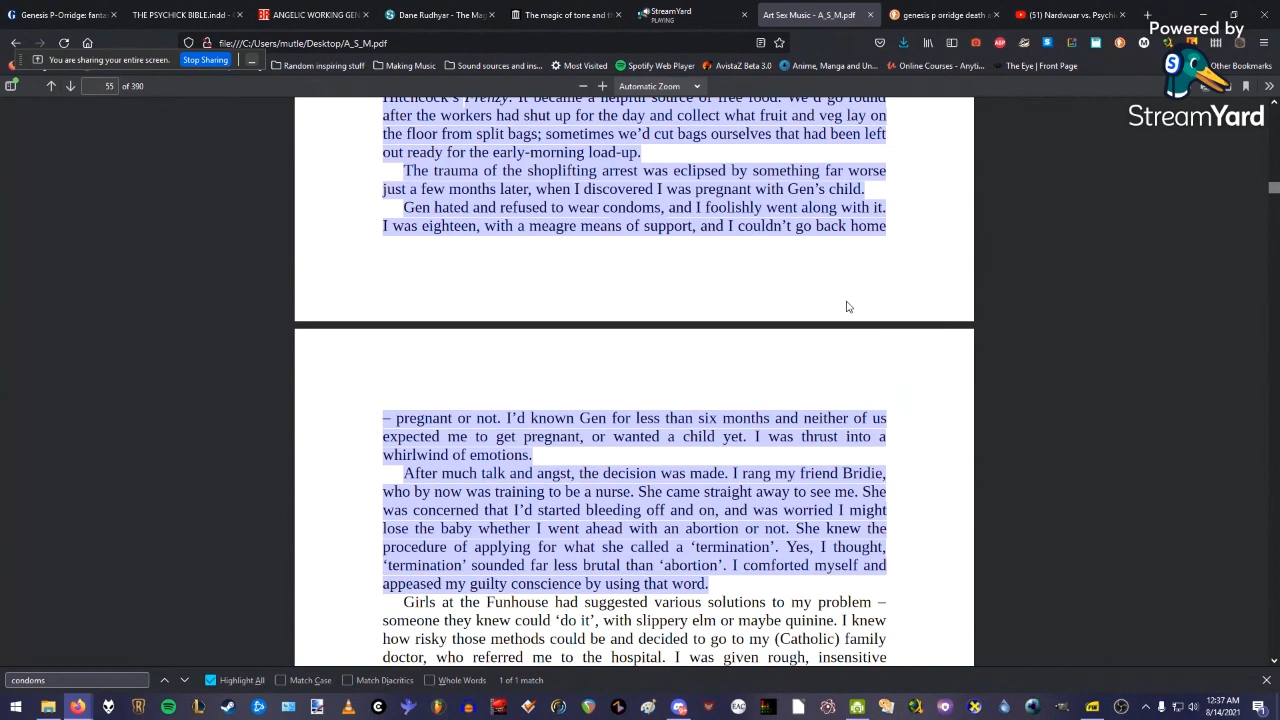 Genesis P-Orridge: fantas
THE PSYCHICK BIBLE.indd -
ANGELIC WORKING GEN
Dane Rudhyar - The Mag
The magic of tone and th
StreamYard
PLAYING
Art Sex Music - A_S_M.pdf
genesis p orridge death
(51) Nardwuar vs. Psychi
Powered by
file:///C:/Users/mutle/Desktop/A_S_M.pdf
StreamYard
You are sharing your entire screen.
Stop Sharing
Random inspiring stuff
Making Music
Sound sources and ins...
Most Visited
Spotify Web Player
AvistaZ Beta 3.0
Anime, Manga, and Un...
Online Courses - Anyti...
The Eye | Front Page
Other Bookmarks
55
of 390
Automatic Zoom
Hitchcock's Frenzy. It became a helpful source of free food. We'd go round
after the workers had shut up for the day and collect what fruit and veg lay on
the floor from split bags; sometimes we'd cut bags ourselves that had been left
out ready for the early-morning load-up.
The trauma of the shoplifting arrest was eclipsed by something far worse
just a few months later, when I discovered I was pregnant with Gen's child.
Gen hated and refused to wear condoms, and I foolishly went along with it.
I was eighteen, with a meagre means of support, and I couldn't go back home
– pregnant or not. I'd known Gen for less than six months and neither of us
expected me to get pregnant, or wanted a child yet. I was thrust into a
whirlwind of emotions.
After much talk and angst, the decision was made. I rang my friend Bridie,
who by now was training to be a nurse. She came straight away to see me. She
was concerned that I'd started bleeding off and on, and was worried I might
lose the baby whether I went ahead with an abortion or not. She knew the
procedure of applying for what she called a ‘termination’. Yes, I thought,
‘termination’ sounded far less brutal than ‘abortion’. I comforted myself and
appeased my guilty conscience by using that word.
Girls at the Funhouse had suggested various solutions to my problem –
someone they knew could ‘do it’, with slippery elm or maybe quinine. I knew
how risky those methods could be and decided to go to my (Catholic) family
doctor, who referred me to the hospital. I was given rough, insensitive
condoms
Highlight All
Match Case
Match Diacritics
Whole Words
1 of 1 match
12:37 AM
8/14/2021